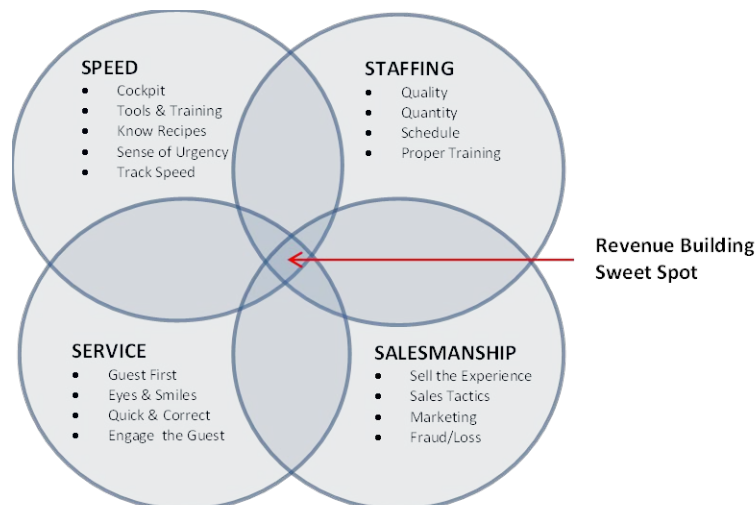 SPEED
• Cockpit
• Tools & Training
• Know Recipes
• Sense of Urgency
• Track Speed
STAFFING
• Quality
• Quantity
• Schedule
• Proper Training
Revenue Building
Sweet Spot
SERVICE
• Guest First
• Eyes & Smiles
• Quick & Correct
• Engage the Guest
SALESMANSHIP
• Sell the Experience
• Sales Tactics
• Marketing
• Fraud/Loss